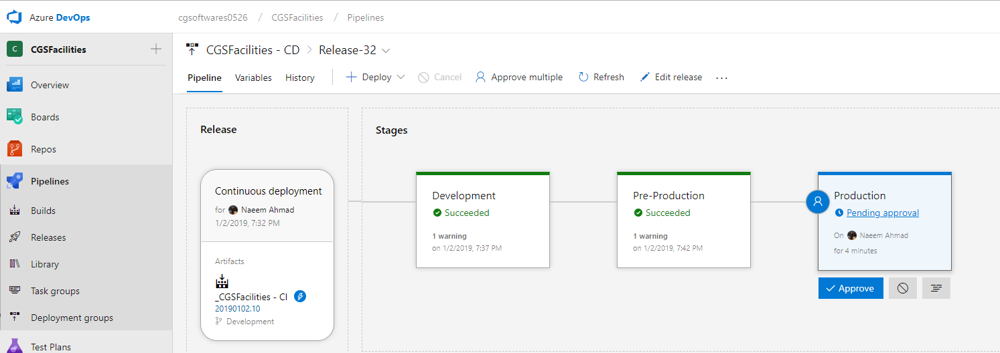 Azure DevOps
cgsoftwares0526 / CGSFacilities / Pipelines
C CGSFacilities
Overview
Boards
Repos
Pipelines
Builds
Releases
Library
Task groups
Deployment groups
Test Plans
CGSFacilities - CD > Release-32
Pipeline Variables History Deploy Cancel Approve multiple Refresh Edit release ...
Release
Continuous deployment
for Naeem Ahmad
1/2/2019, 7:32 PM
Artifacts
_CGSFacilities - CI
20190102.10
Development
Stages
Development
Succeeded
1 warning
on 1/2/2019, 7:37 PM
Pre-Production
Succeeded
1 warning
on 1/2/2019, 7:42 PM
Production
Pending approval
On Naeem Ahmad
for 4 minutes
Approve